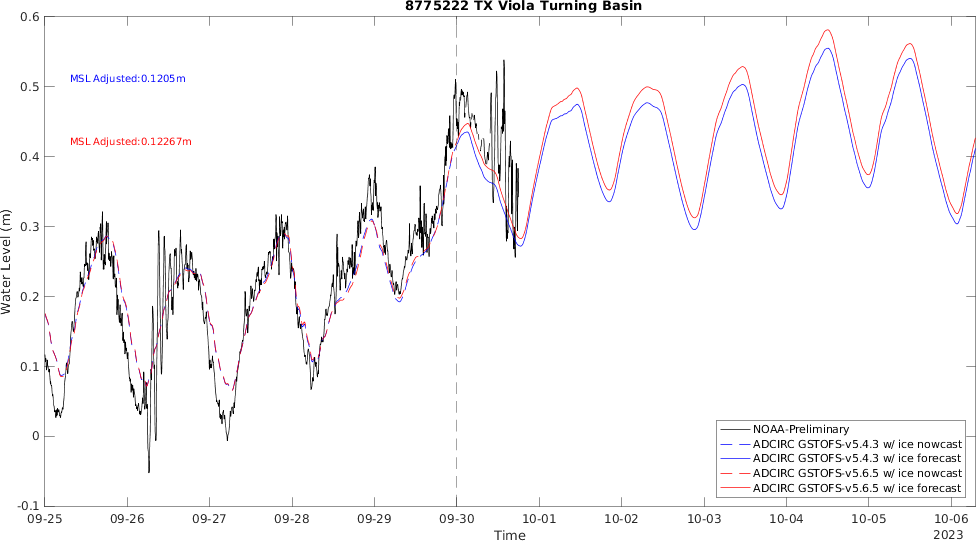 8775222 TX Viola Turning Basin
0.6
0.5
0.4
0.3
0.2
0.1
0
-0.1
Water Level (m)
MSL Adjusted:0.1205m
MSL Adjusted:0.12267m
NOAA-Preliminary
ADCIRC GSTOFS-v5.4.3 w/ ice nowcast
ADCIRC GSTOFS-v5.4.3 w/ ice forecast
ADCIRC GSTOFS-v5.6.5 w/ ice nowcast
ADCIRC GSTOFS-v5.6.5 w/ ice forecast
09-25 09-26 09-27 09-28 09-29 09-30 10-01 10-02 10-03 10-04 10-05 10-06
Time
2023